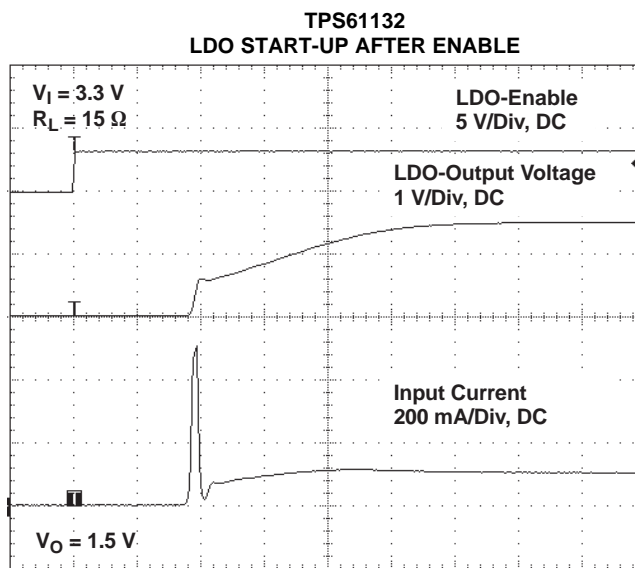 TPS61132
LDO START-UP AFTER ENABLE
V_I = 3.3 V
R_L = 15 Ω
LDO-Enable
5 V/Div, DC
LDO-Output Voltage
1 V/Div, DC
Input Current
200 mA/Div, DC
V_O = 1.5 V